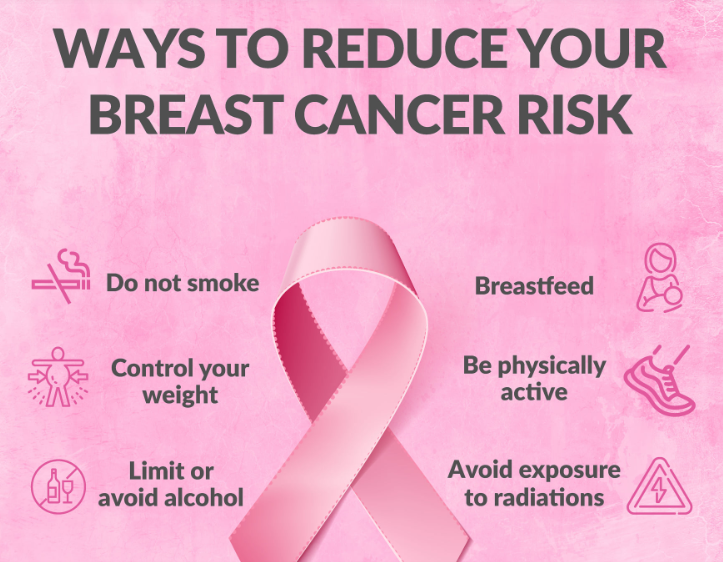 WAYS TO REDUCE YOUR
BREAST CANCER RISK
Do not smoke
Control your
weight
Limit or
avoid alcohol
Breastfeed
Be physically
active
Avoid exposure
to radiations